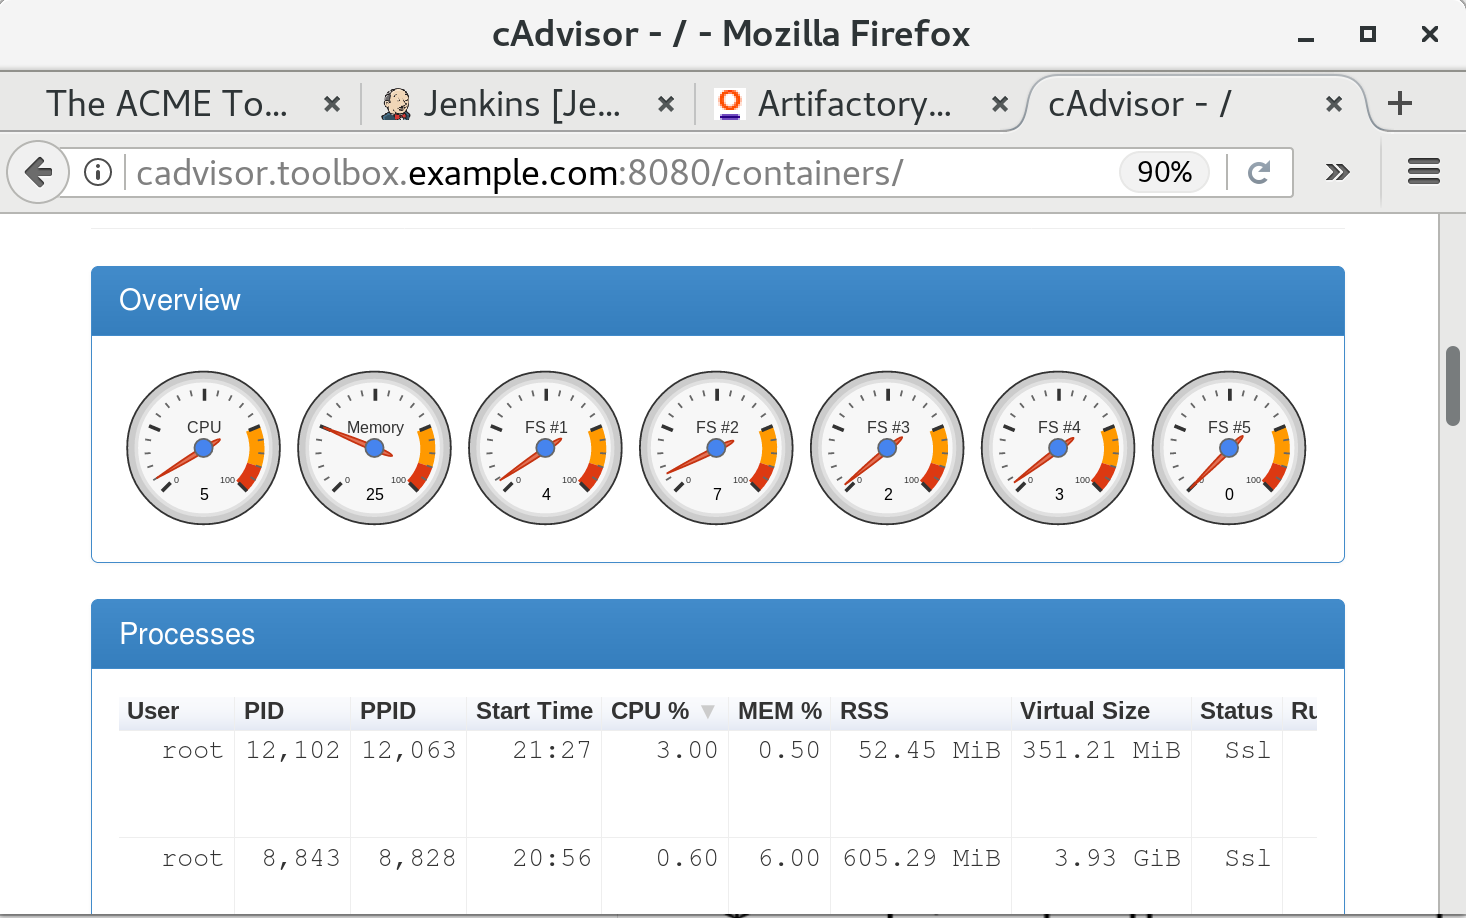 cAdvisor - / - Mozilla Firefox
The ACME To... Jenkins [Je... Artifactory... cAdvisor - /
cadvisor.toolbox.example.com:8080/containers/ 90%
Overview
CPU Memory FS #1 FS #2 FS #3 FS #4 FS #5
0 100 0 100 0 100 0 100 0 100 0 100 0 100
5 25 4 7 2 3 0
Processes
User PID PPID Start Time CPU % MEM % RSS Virtual Size Status Ru
root 12,102 12,063 21:27 3.00 0.50 52.45 MiB 351.21 MiB Ssl
root 8,843 8,828 20:56 0.60 6.00 605.29 MiB 3.93 GiB Ssl